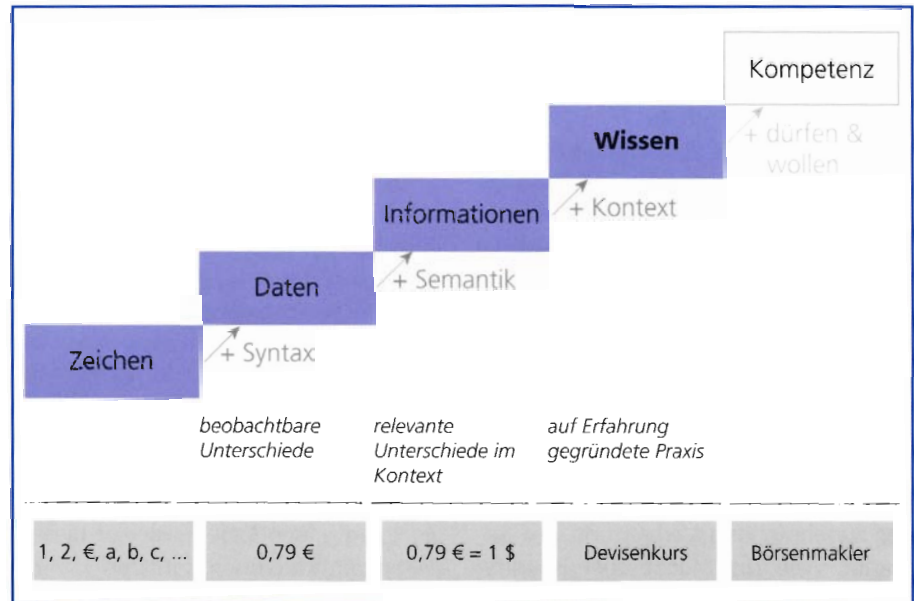 Kompetenz
+ dürfen &
wollen
Wissen
+ Kontext
Informationen
+ Semantik
Daten
+ Syntax
Zeichen
beobachtbare
Unterschiede
relevante
Unterschiede im
Kontext
auf Erfahrung
gegründete Praxis
1, 2, €, a, b, c, ...
0,79 €
0,79 € = 1 $
Devisenkurs
Börsenmakler